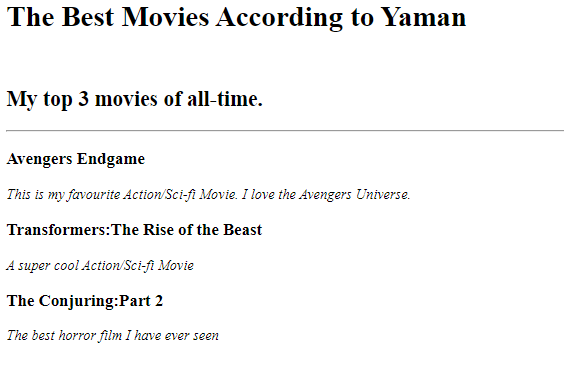 The Best Movies According to Yaman
My top 3 movies of all-time.
Avengers Endgame
This is my favourite Action/Sci-fi Movie. I love the Avengers Universe.
Transformers:The Rise of the Beast
A super cool Action/Sci-fi Movie
The Conjuring:Part 2
The best horror film I have ever seen